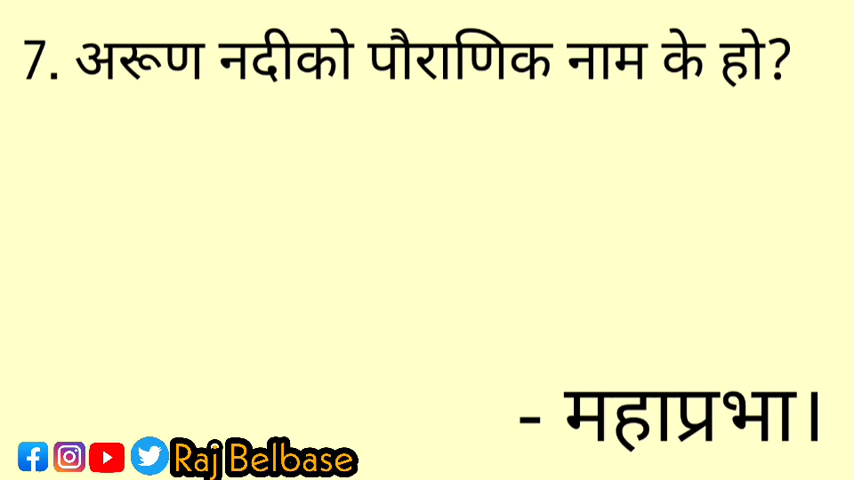 7. अरूण नदीको पौराणिक नाम के हो?
- महाप्रभा।
Raj Belbase